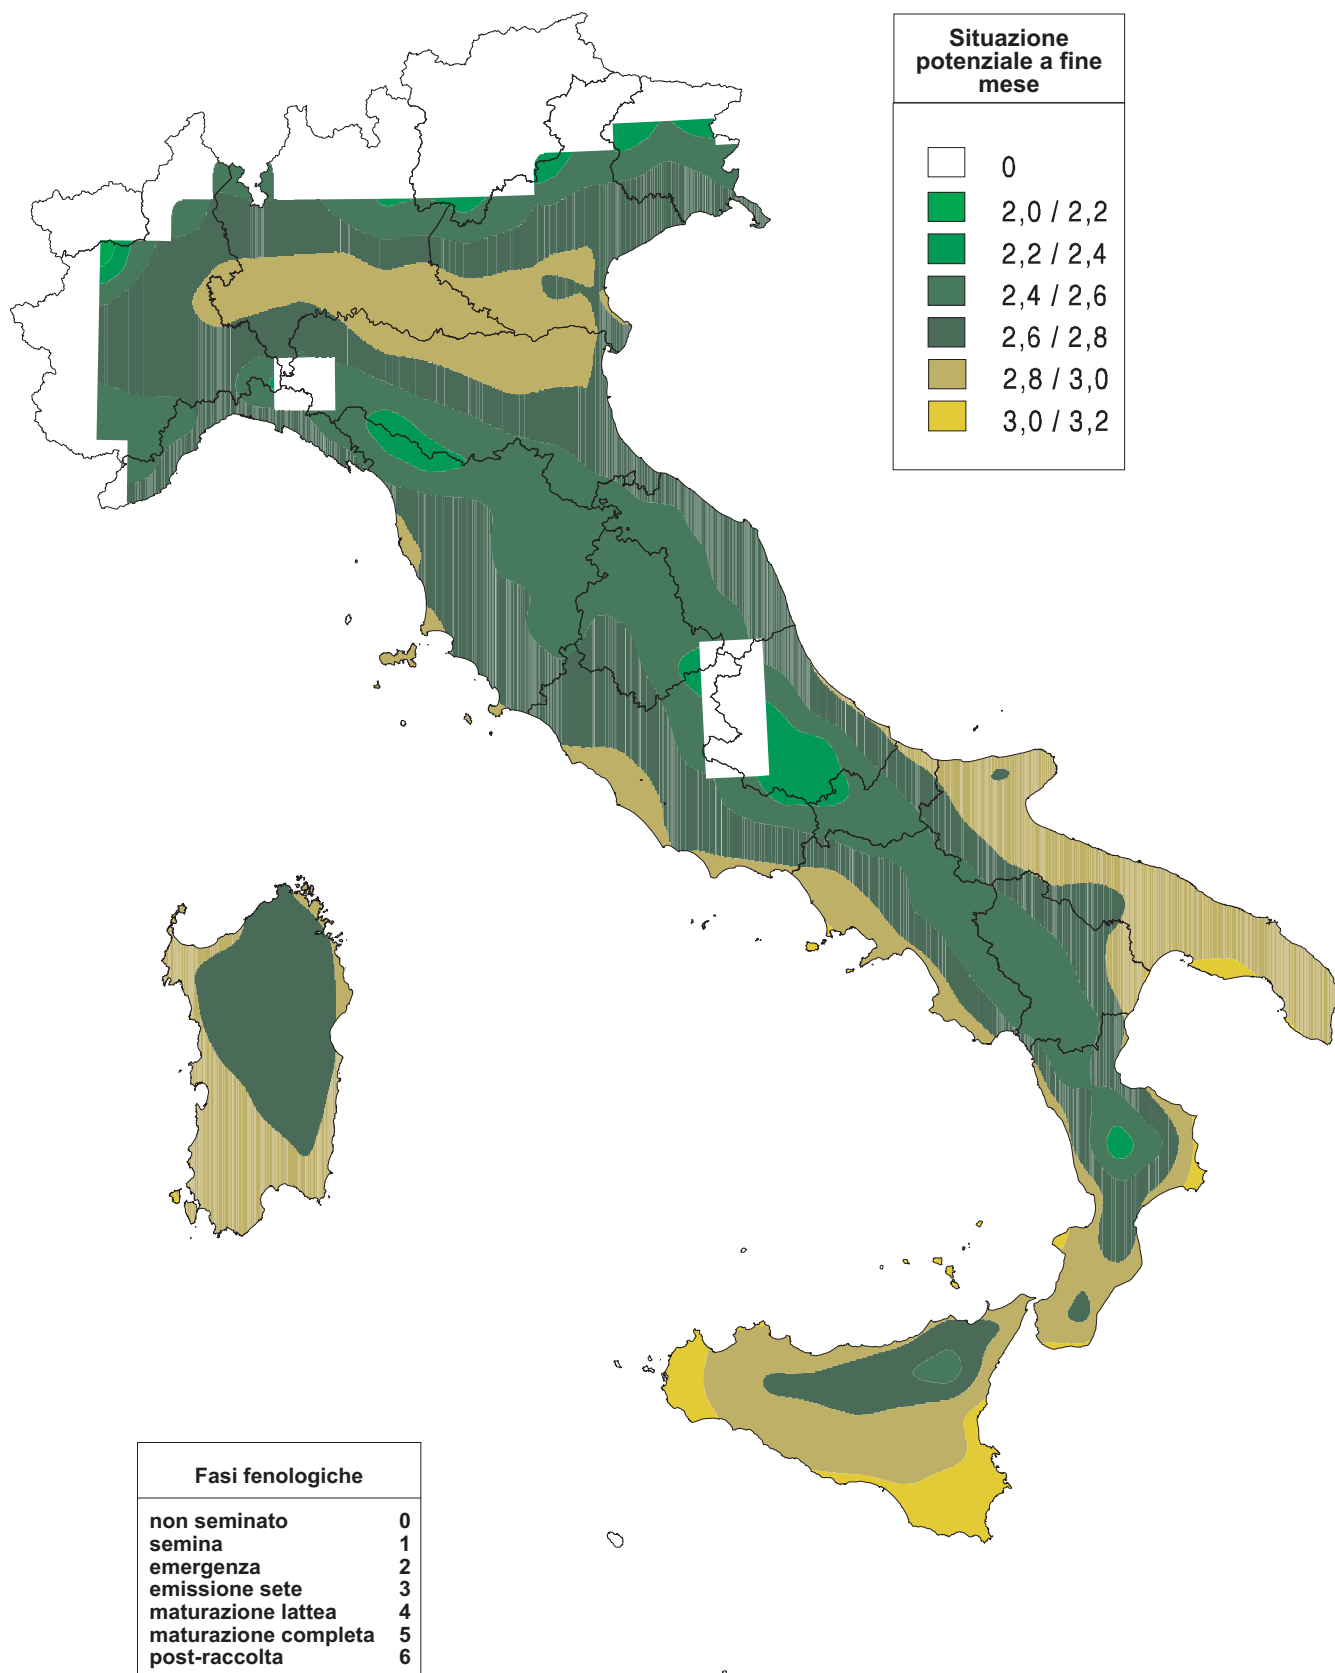 Situazione
potenziale a fine
mese
0
2,0 / 2,2
2,2 / 2,4
2,4 / 2,6
2,6 / 2,8
2,8 / 3,0
3,0 / 3,2
Fasi fenologiche
non seminato 0
semina 1
emergenza 2
emissione sete 3
maturazione lattea 4
maturazione completa 5
post-raccolta 6